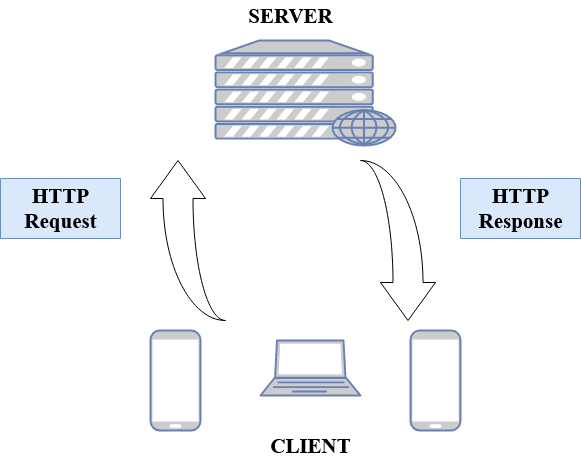 SERVER
HTTP
Request
HTTP
Response
CLIENT